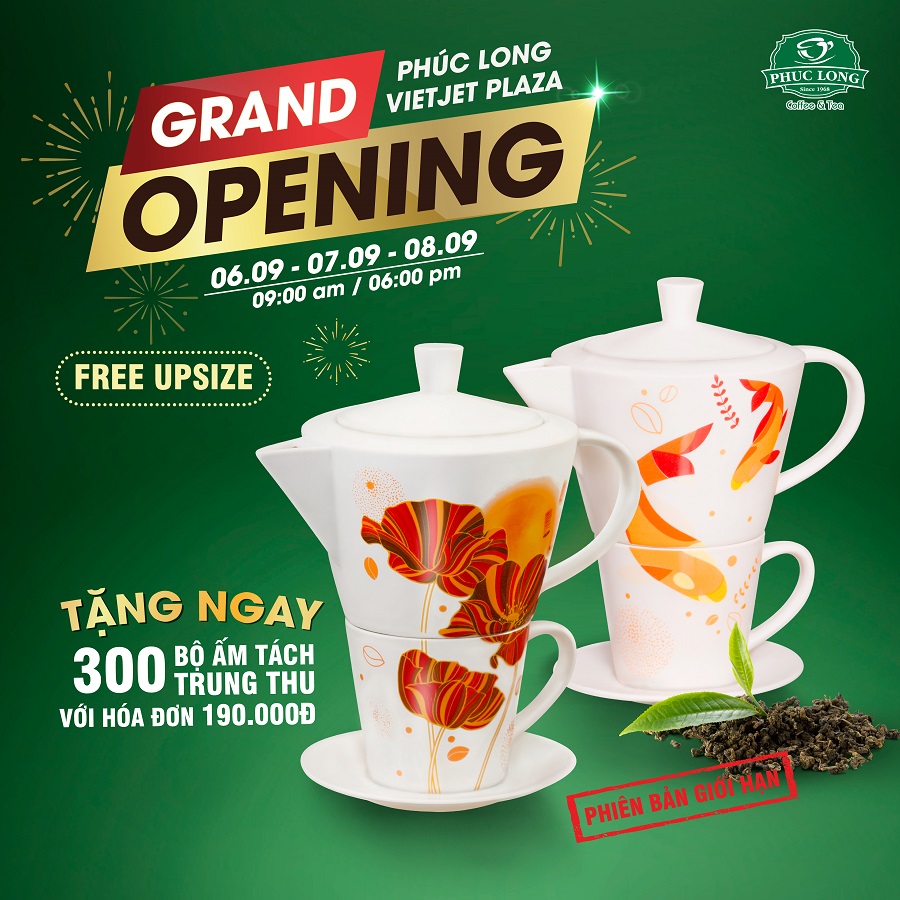 PHÚC LONG
VIETJET PLAZA
GRAND
OPENING
06.09 - 07.09 - 08.09
09:00 am / 06:00 pm
PHUC LONG
Since 1968
Coffee & Tea
FREE UPSIZE
TẶNG NGAY
300 BỘ ẤM TÁCH
TRUNG THU
VỚI HÓA ĐƠN 190.000Đ
PHIÊN BẢN GIỚI HẠN